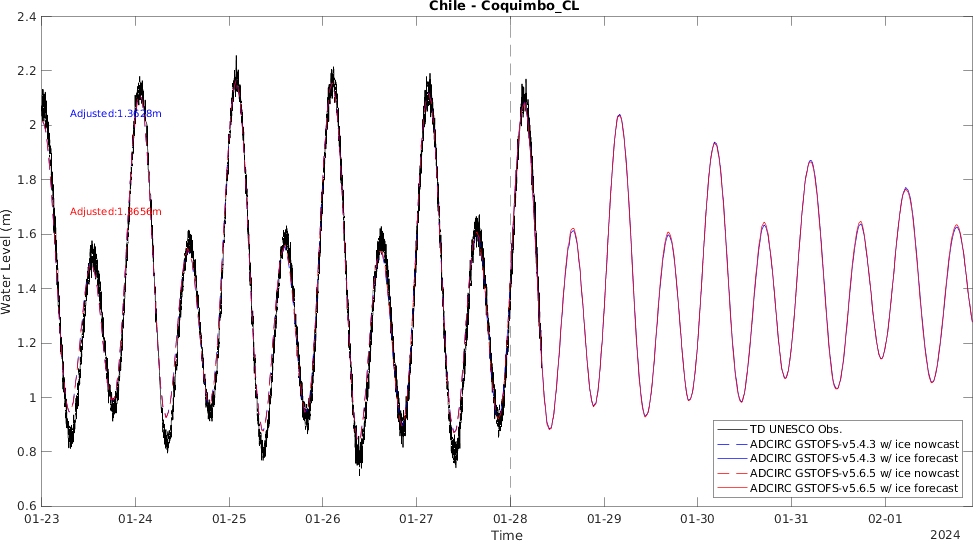 Chile - Coquimbo_CL
2.4
2.2
2
1.8
1.6
1.4
1.2
1
0.8
0.6
Water Level (m)
Adjusted:1.3628m
Adjusted:1.3656m
TD UNESCO Obs.
ADCIRC GSTOFS-v5.4.3 w/ ice nowcast
ADCIRC GSTOFS-v5.4.3 w/ ice forecast
ADCIRC GSTOFS-v5.6.5 w/ ice nowcast
ADCIRC GSTOFS-v5.6.5 w/ ice forecast
01-23 01-24 01-25 01-26 01-27 01-28 01-29 01-30 01-31 02-01
Time
2024